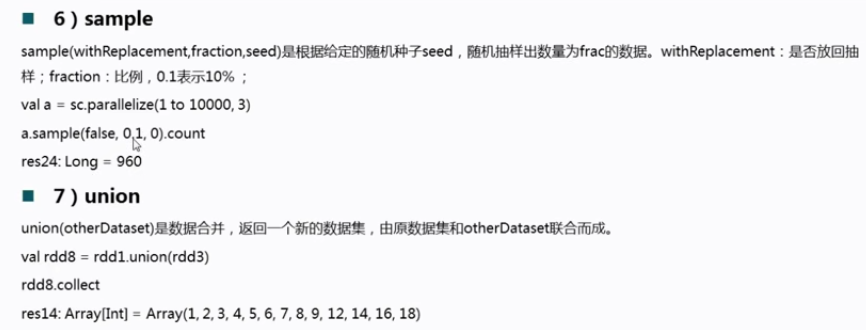 6）sample
sample(withReplacement,fraction,seed)是根据给定的随机种子seed，随机抽样出数量为frac的数据。withReplacement：是否放回抽
样；fraction：比例，0.1表示10% ；
val a = sc.parallelize(1 to 10000, 3)
a.sample(false, 0.1, 0).count
res24: Long = 960
7）union
union(otherDataset)是数据合并，返回一个新的数据集，由原数据集和otherDataset联合而成。
val rdd8 = rdd1.union(rdd3)
rdd8.collect
res14: Array[Int] = Array(1, 2, 3, 4, 5, 6, 7, 8, 9, 12, 14, 16, 18)